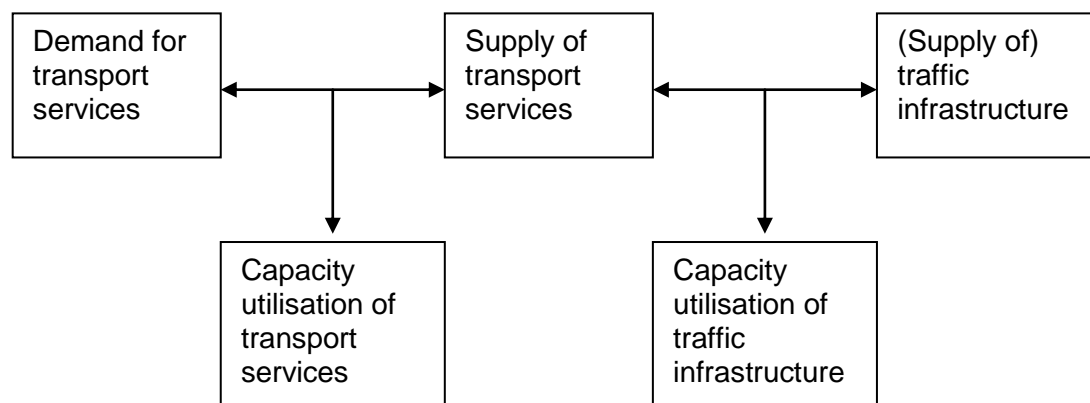 Demand for
transport
services
Supply of
transport
services
(Supply of)
traffic
infrastructure
Capacity
utilisation of
transport
services
Capacity
utilisation of
traffic
infrastructure